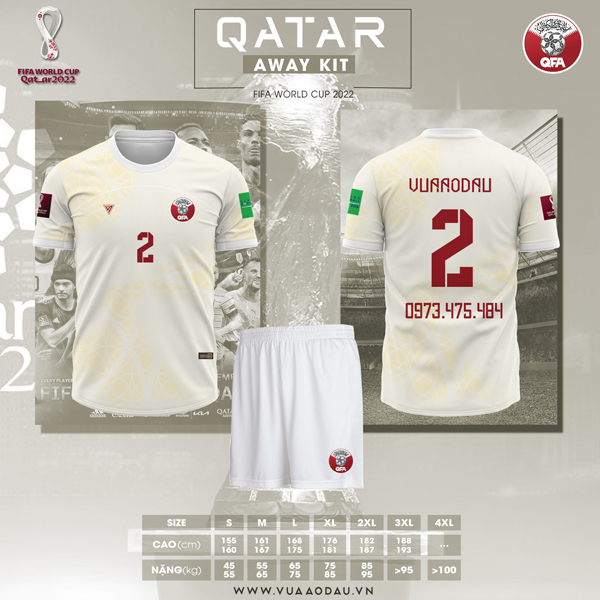 QATAR
AWAY KIT
FIFA WORLD CUP 2022
FIFA WORLD CUP
Qatar2022
QFA
QFA
2
VUAAODAU
2
0973.475.484
QFA
SIZE S M L XL 2XL 3XL 4XL
CAO(cm) 155 160 161 167 168 175 176 181 182 187 188 193 ...
NẶNG(kg) 45 55 55 65 65 75 75 85 85 95 >95 >100
WWW.VUAAODAU.VN